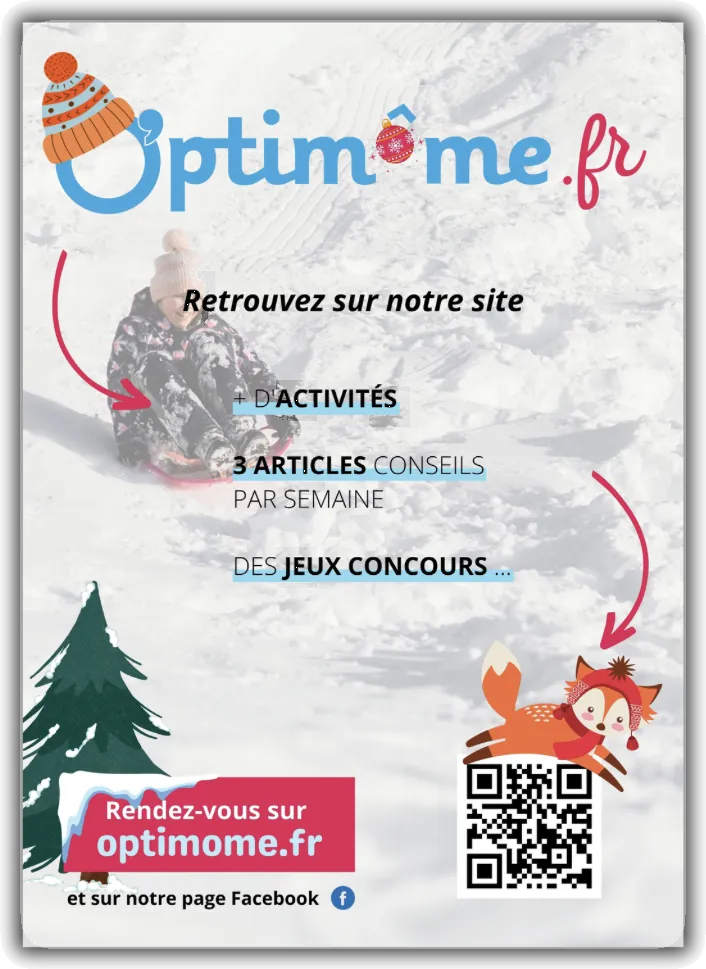 Optimôme.fr
Retrouvez sur notre site
+ D'ACTIVITÉS
3 ARTICLES CONSEILS
PAR SEMAINE
DES JEUX CONCOURS ...
Rendez-vous sur
optimome.fr
et sur notre page Facebook f